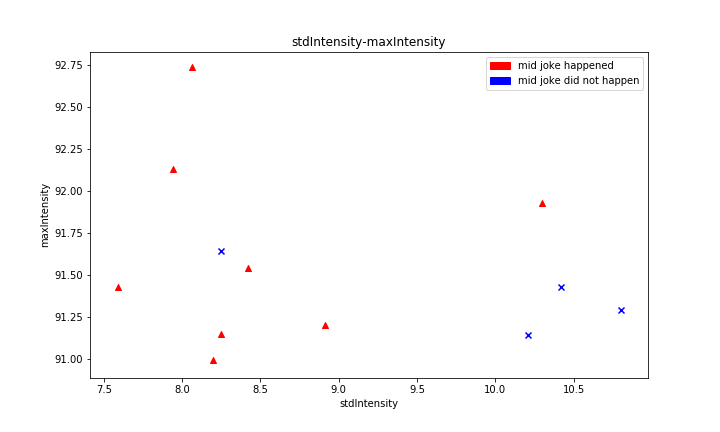 stdIntensity-maxIntensity
mid joke happened
mid joke did not happen
maxIntensity
92.75
92.50
92.25
92.00
91.75
91.50
91.25
91.00
7.5 8.0 8.5 9.0 9.5 10.0 10.5
stdIntensity